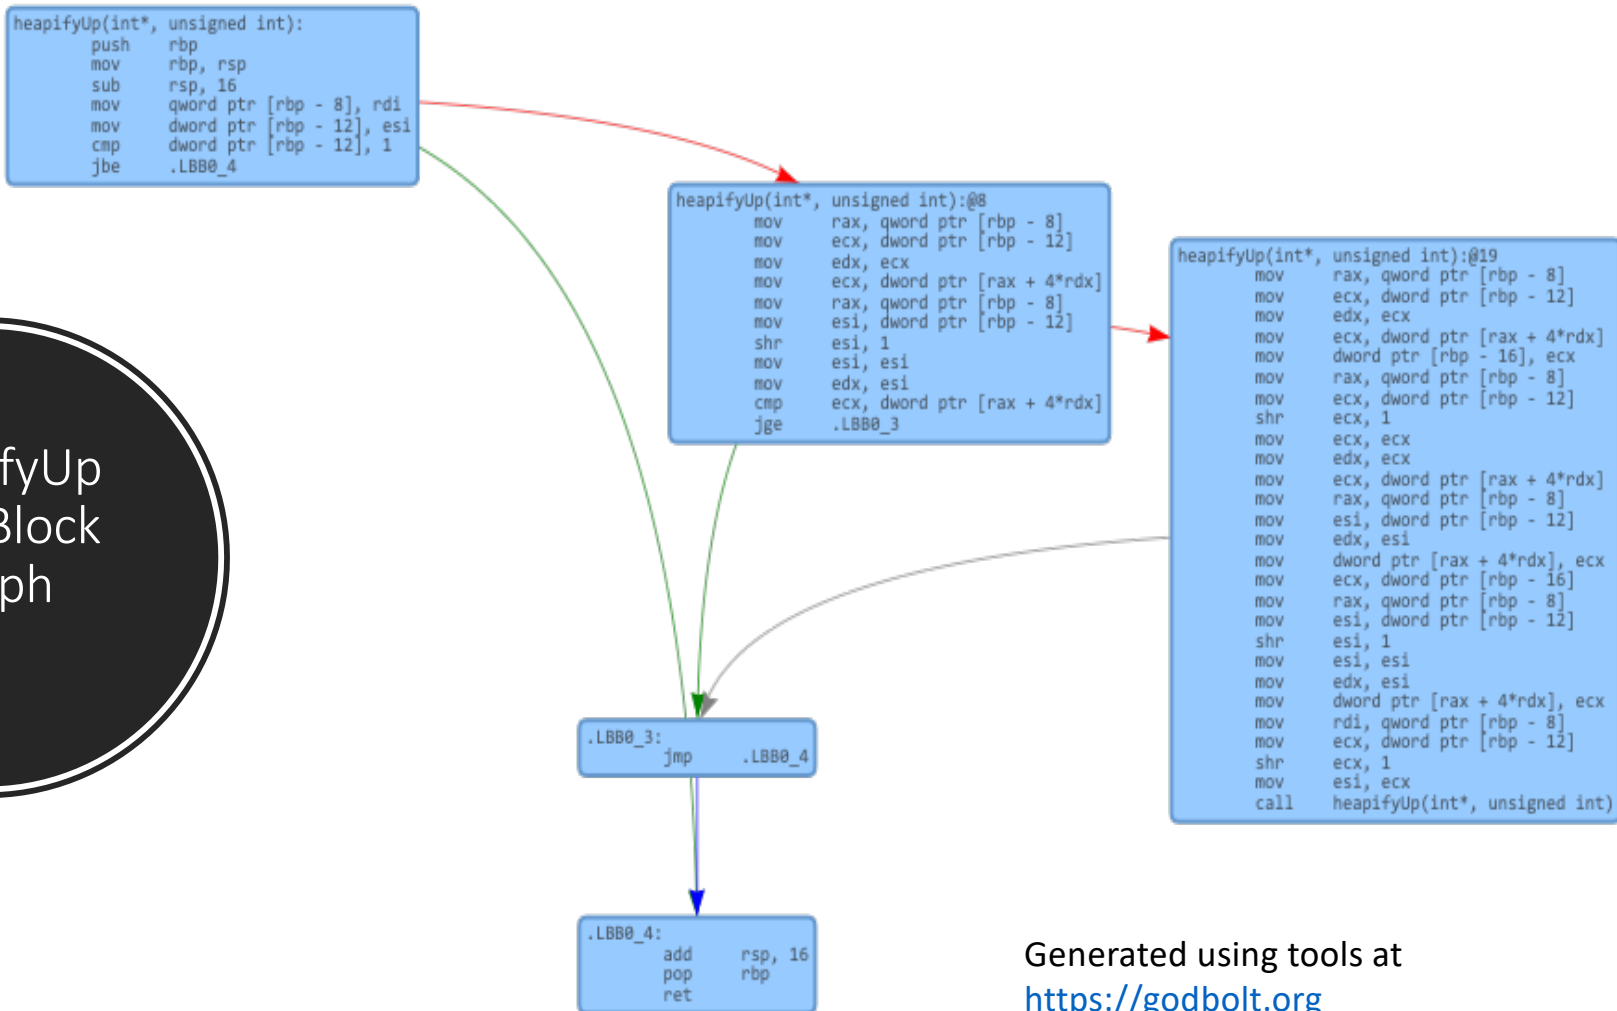 heapifyUp(int*, unsigned int):
push rbp
mov rbp, rsp
sub rsp, 16
mov qword ptr [rbp - 8], rdi
mov dword ptr [rbp - 12], esi
cmp dword ptr [rbp - 12], 1
jbe .LBB0_4
heapifyUp(int*, unsigned int):@8
mov rax, qword ptr [rbp - 8]
mov ecx, dword ptr [rbp - 12]
mov edx, ecx
mov ecx, dword ptr [rax + 4*rdx]
mov rax, qword ptr [rbp - 8]
mov esi, dword ptr [rbp - 12]
shr esi, 1
mov esi, esi
mov edx, esi
cmp ecx, dword ptr [rax + 4*rdx]
jge .LBB0_3
heapifyUp(int*, unsigned int):@19
mov rax, qword ptr [rbp - 8]
mov ecx, dword ptr [rbp - 12]
mov edx, ecx
mov ecx, dword ptr [rax + 4*rdx]
mov dword ptr [rbp - 16], ecx
mov rax, qword ptr [rbp - 8]
mov ecx, dword ptr [rbp - 12]
shr ecx, 1
mov ecx, ecx
mov edx, ecx
mov ecx, dword ptr [rax + 4*rdx]
mov rax, qword ptr [rbp - 8]
mov esi, dword ptr [rbp - 12]
mov edx, esi
mov dword ptr [rax + 4*rdx], ecx
mov ecx, dword ptr [rbp - 16]
mov rax, qword ptr [rbp - 8]
mov esi, dword ptr [rbp - 12]
shr esi, 1
mov esi, esi
mov edx, esi
mov dword ptr [rax + 4*rdx], ecx
mov rdi, qword ptr [rbp - 8]
mov ecx, dword ptr [rbp - 12]
shr ecx, 1
mov esi, ecx
call heapifyUp(int*, unsigned int)
fyUp
Block
ph
.LBB0_3:
jmp .LBB0_4
.LBB0_4:
add rsp, 16
pop rbp
ret
Generated using tools at
https://godbolt.org